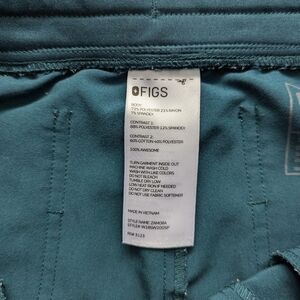 FIGS
BODY:
72% POLYESTER 21% RAYON
7% SPANDEX
CONTRAST 1:
88% POLYESTER 12% SPANDEX
CONTRAST 2:
60% COTTON 40% POLYESTER
100% AWESOME
TURN GARMENT INSIDE OUT
MACHINE WASH COLD
WASH WITH LIKE COLORS
DO NOT BLEACH
TUMBLE DRY LOW
LOW HEAT IRON IF NEEDED
DO NOT DRY CLEAN
DO NOT USE FABRIC SOFTENER
MADE IN VIETNAM
STYLE NAME: ZAMORA
STYLE#
RN#